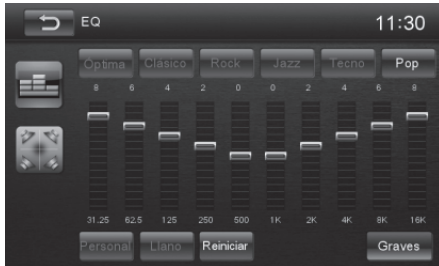 EQ 11:30
Óptima Clásico Rock Jazz Tecno Pop
8 6 4 2 0 0 2 4 6 8
31.25 62.5 125 250 500 1K 2K 4K 8K 16K
Personal Llano Reiniciar Graves